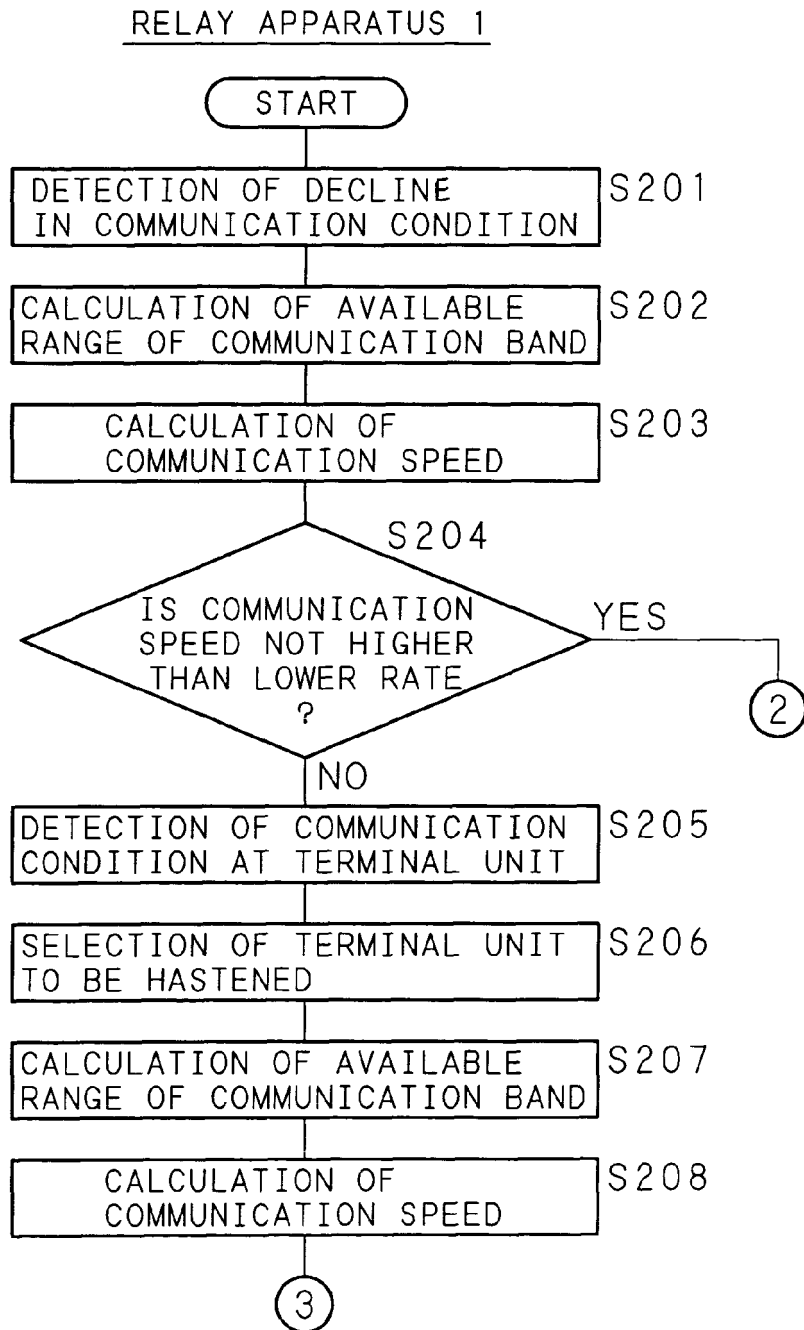 RELAY APPARATUS 1
START
DETECTION OF DECLINE
IN COMMUNICATION CONDITION
S201
CALCULATION OF AVAILABLE
RANGE OF COMMUNICATION BAND
S202
CALCULATION OF
COMMUNICATION SPEED
S203
S204
IS COMMUNICATION
SPEED NOT HIGHER
THAN LOWER RATE
?
YES
2
NO
DETECTION OF COMMUNICATION
CONDITION AT TERMINAL UNIT
S205
SELECTION OF TERMINAL UNIT
TO BE HASTENED
S206
CALCULATION OF AVAILABLE
RANGE OF COMMUNICATION BAND
S207
CALCULATION OF
COMMUNICATION SPEED
S208
3